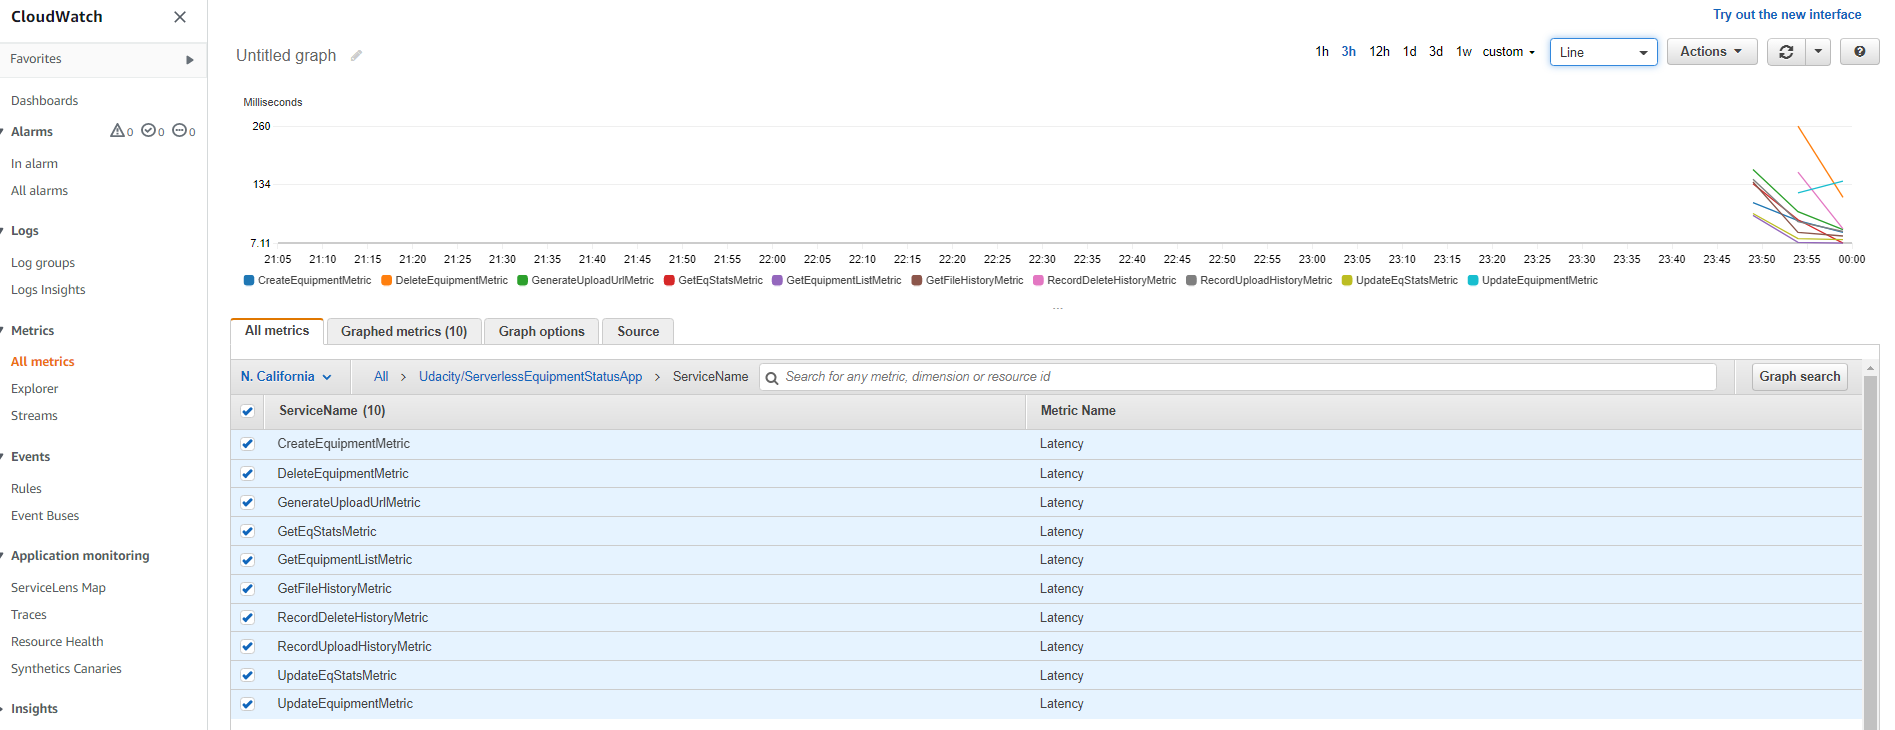 CloudWatch
Favorites
Dashboards
Alarms 0 0 0
In alarm
All alarms
Logs
Log groups
Logs Insights
Metrics
All metrics
Explorer
Streams
Events
Rules
Event Buses
Application monitoring
ServiceLens Map
Traces
Resource Health
Synthetics Canaries
Insights
Try out the new interface
Untitled graph
1h 3h 12h 1d 3d 1w custom Line Actions ?
Milliseconds
260
134
7.11
21:05 21:10 21:15 21:20 21:25 21:30 21:35 21:40 21:45 21:50 21:55 22:00 22:05 22:10 22:15 22:20 22:25 22:30 22:35 22:40 22:45 22:50 22:55 23:00 23:05 23:10 23:15 23:20 23:25 23:30 23:35 23:40 23:45 23:50 23:55 00:00
CreateEquipmentMetric DeleteEquipmentMetric GenerateUploadUrlMetric GetEqStatsMetric GetEquipmentListMetric GetFileHistoryMetric RecordDeleteHistoryMetric RecordUploadHistoryMetric UpdateEqStatsMetric UpdateEquipmentMetric
...
All metrics Graphed metrics (10) Graph options Source
N. California All > Udacity/ServerlessEquipmentStatusApp > ServiceName Search for any metric, dimension or resource id Graph search
ServiceName (10) Metric Name
CreateEquipmentMetric Latency
DeleteEquipmentMetric Latency
GenerateUploadUrlMetric Latency
GetEqStatsMetric Latency
GetEquipmentListMetric Latency
GetFileHistoryMetric Latency
RecordDeleteHistoryMetric Latency
RecordUploadHistoryMetric Latency
UpdateEqStatsMetric Latency
UpdateEquipmentMetric Latency